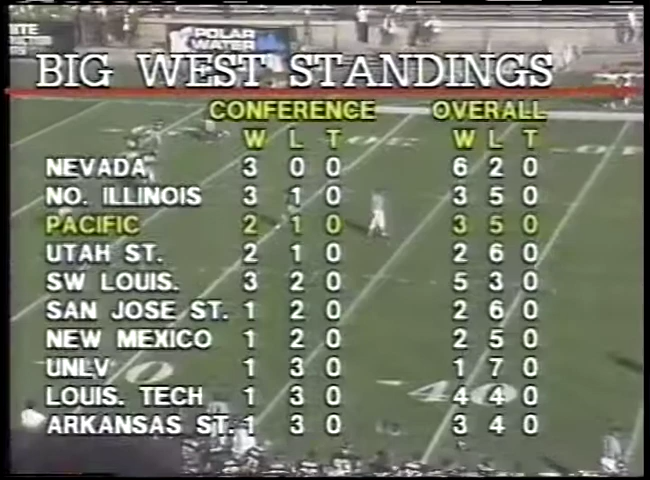 POLAR
WATER
BIG WEST STANDINGS
CONFERENCE OVERALL
W L T W L T
NEVADA 3 0 0 6 2 0
NO. ILLINOIS 3 1 0 3 5 0
PACIFIC 2 1 0 3 5 0
UTAH ST. 2 1 0 2 6 0
SW LOUIS. 3 2 0 5 3 0
SAN JOSE ST. 1 2 0 2 6 0
NEW MEXICO 1 2 0 2 5 0
UNLV 1 3 0 1 7 0
LOUIS. TECH 1 3 0 4 4 0
ARKANSAS ST. 1 3 0 3 4 0
40